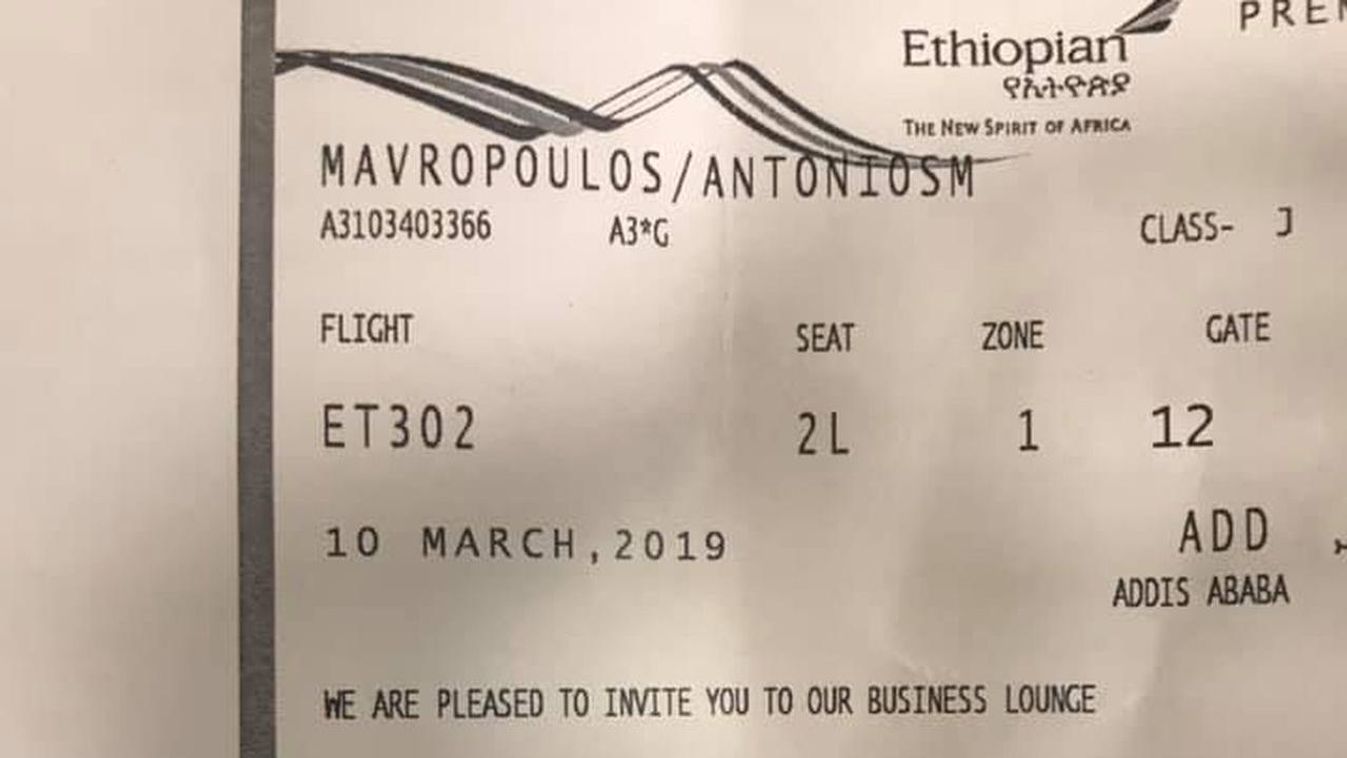 PREM
Ethiopian
የኢትዮጵያ
THE NEW SPIRIT OF AFRICA
MAVROPOULOS/ANTONIOSM
A3103403366 A3*G CLASS- J
FLIGHT SEAT ZONE GATE
ET302 2L 1 12
10 MARCH,2019 ADD
ADDIS ABABA
WE ARE PLEASED TO INVITE YOU TO OUR BUSINESS LOUNGE